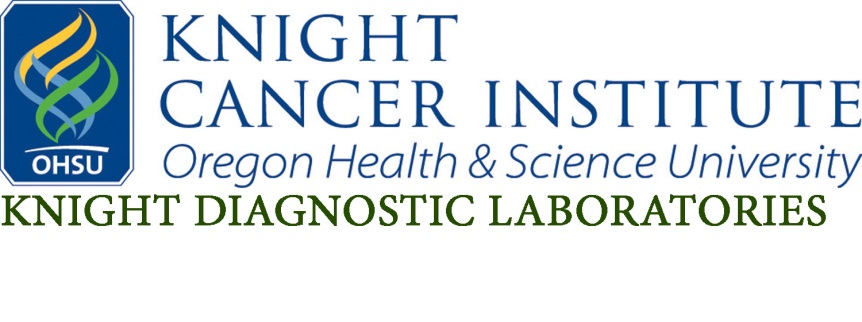 KNIGHT
CANCER INSTITUTE
OHSU
Oregon Health & Science University
KNIGHT DIAGNOSTIC LABORATORIES